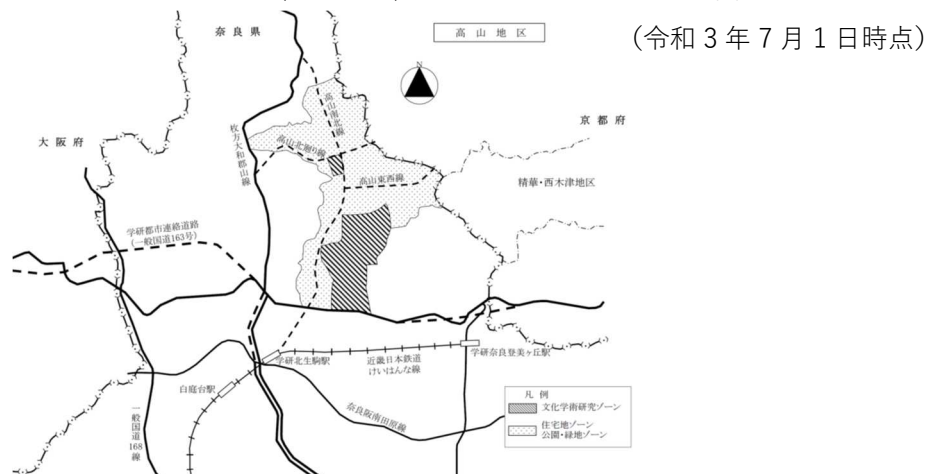 奈良県
高山地区
（令和３年７月１日時点）
大阪府
京都府
枚方大和郡山線
高山南北線
高山北廻り線
高山東西線
精華・西木津地区
学研都市連絡道路
（一般国道163号）
N
学研北生駒駅
近畿日本鉄道
けいはんな線
学研奈良登美ヶ丘駅
白庭台駅
奈良阪南田原線
一般国道168線
凡例
文化学術研究ゾーン
住宅地ゾーン
公園・緑地ゾーン